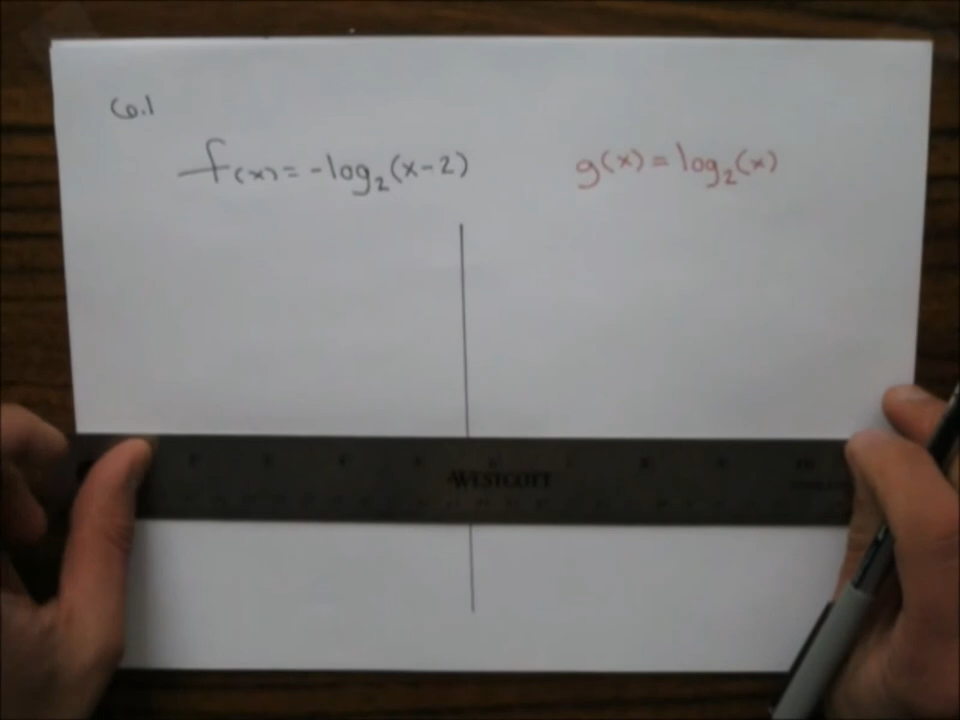 6.1
f(x) = -log₂(x-2)
g(x) = log₂(x)
WESTCOTT